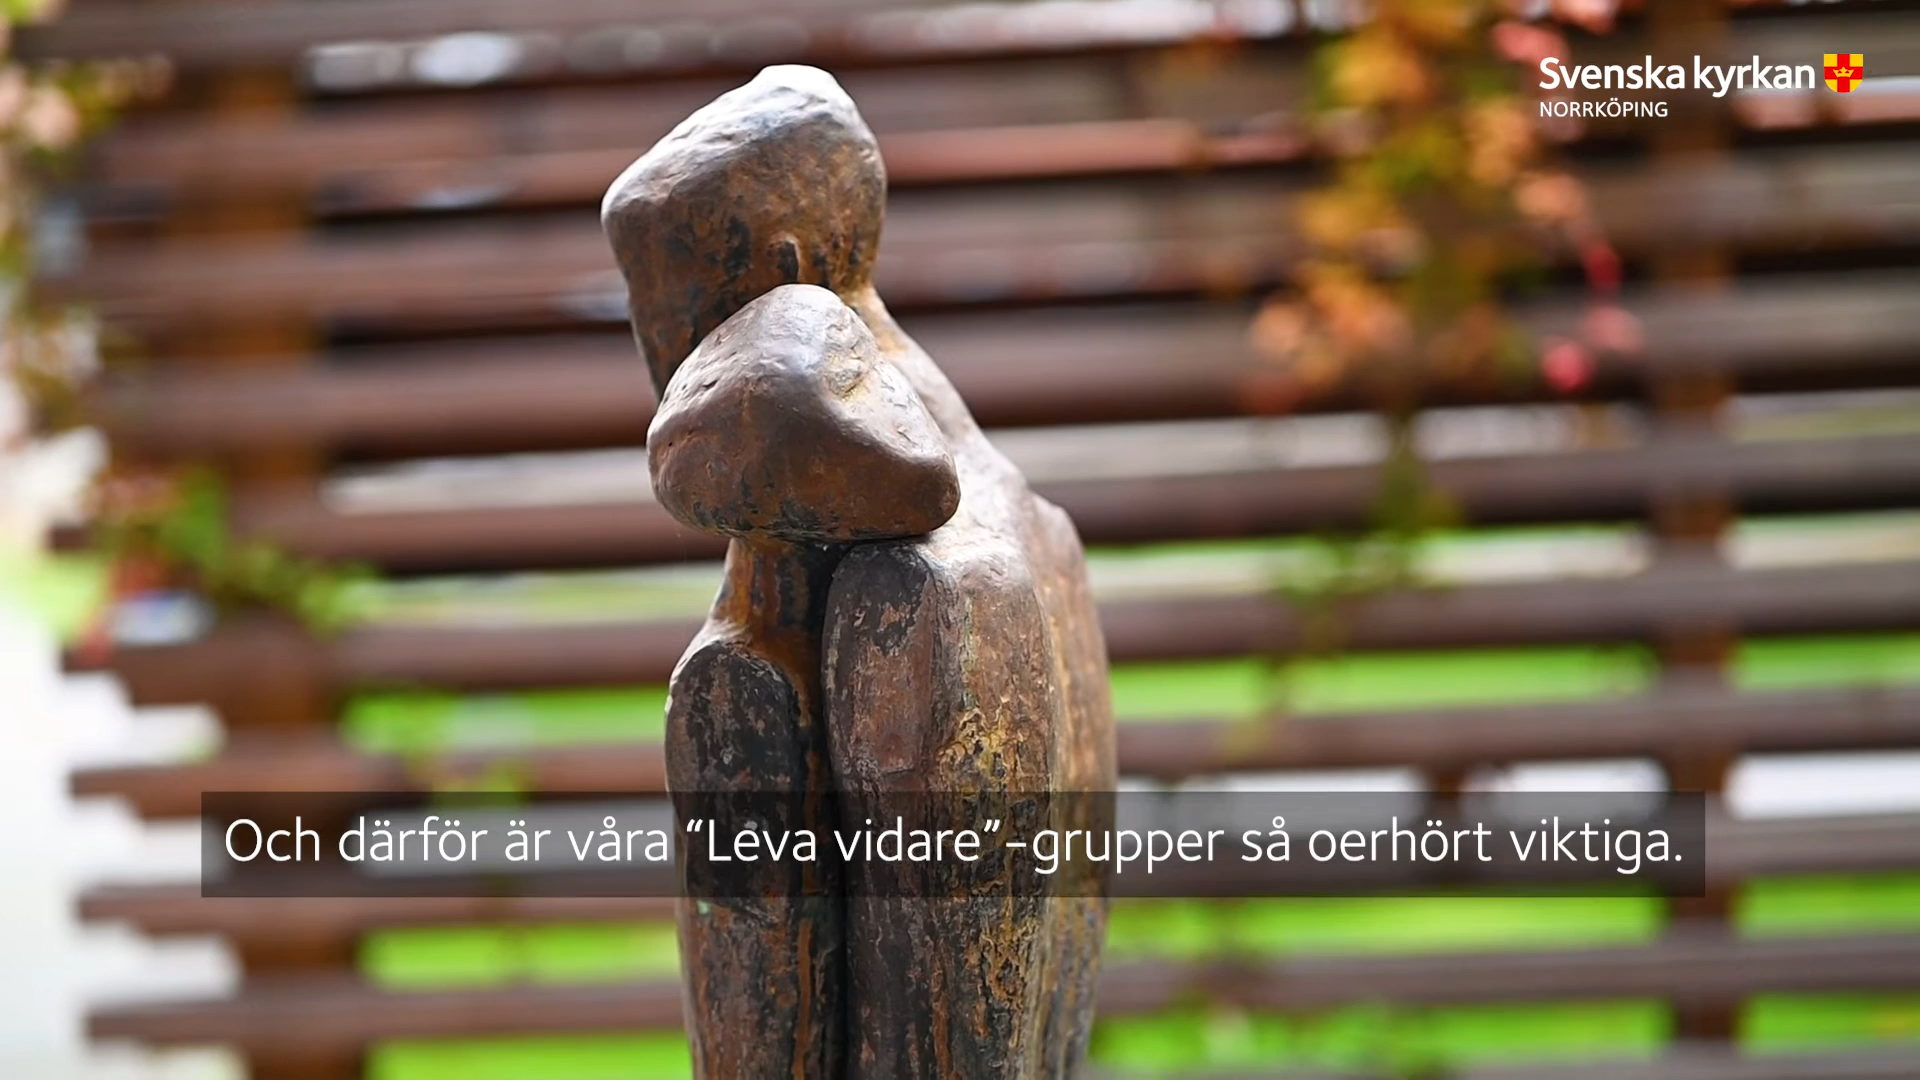 Svenska kyrkan
NORRKÖPING
Och därför är våra “Leva vidare”-grupper så oerhört viktiga.